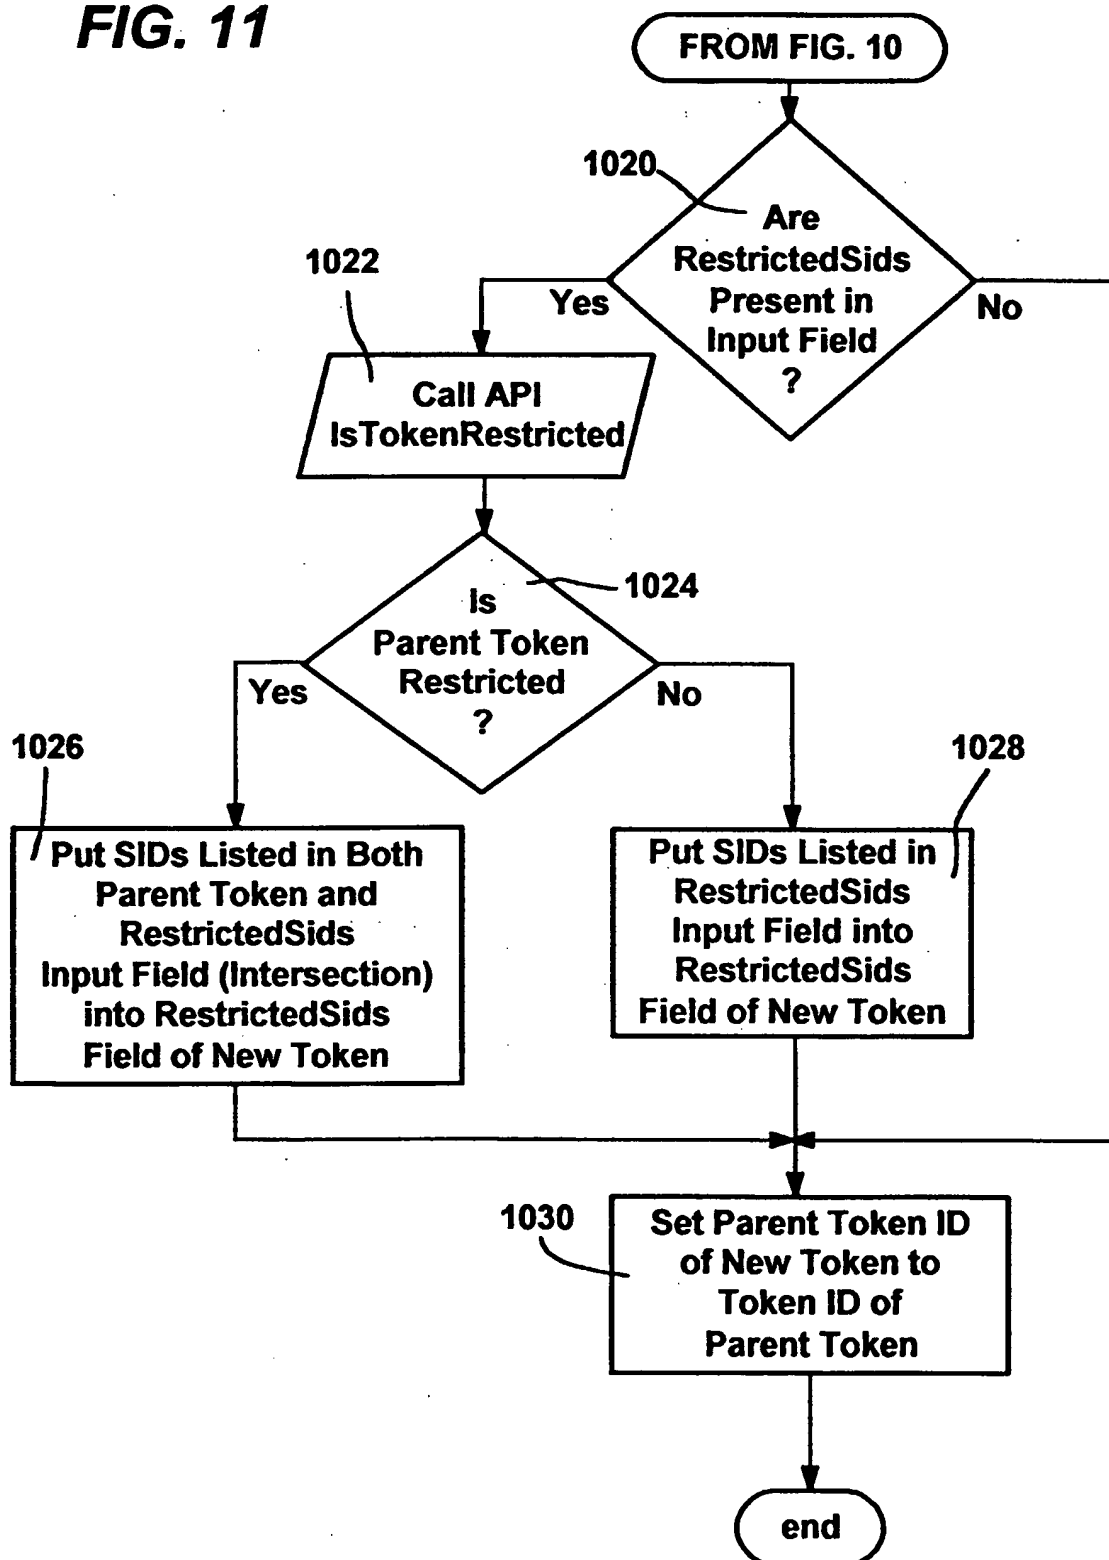 FIG. 11
FROM FIG. 10
1020
Are
RestrictedSids
Present in
Input Field
?
Yes
No
1022
Call API
IsTokenRestricted
1024
Is
Parent Token
Restricted
?
Yes
No
1026
Put SIDs Listed in Both
Parent Token and
RestrictedSids
Input Field (Intersection)
into RestrictedSids
Field of New Token
1028
Put SIDs Listed in
RestrictedSids
Input Field into
RestrictedSids
Field of New Token
1030
Set Parent Token ID
of New Token to
Token ID of
Parent Token
end